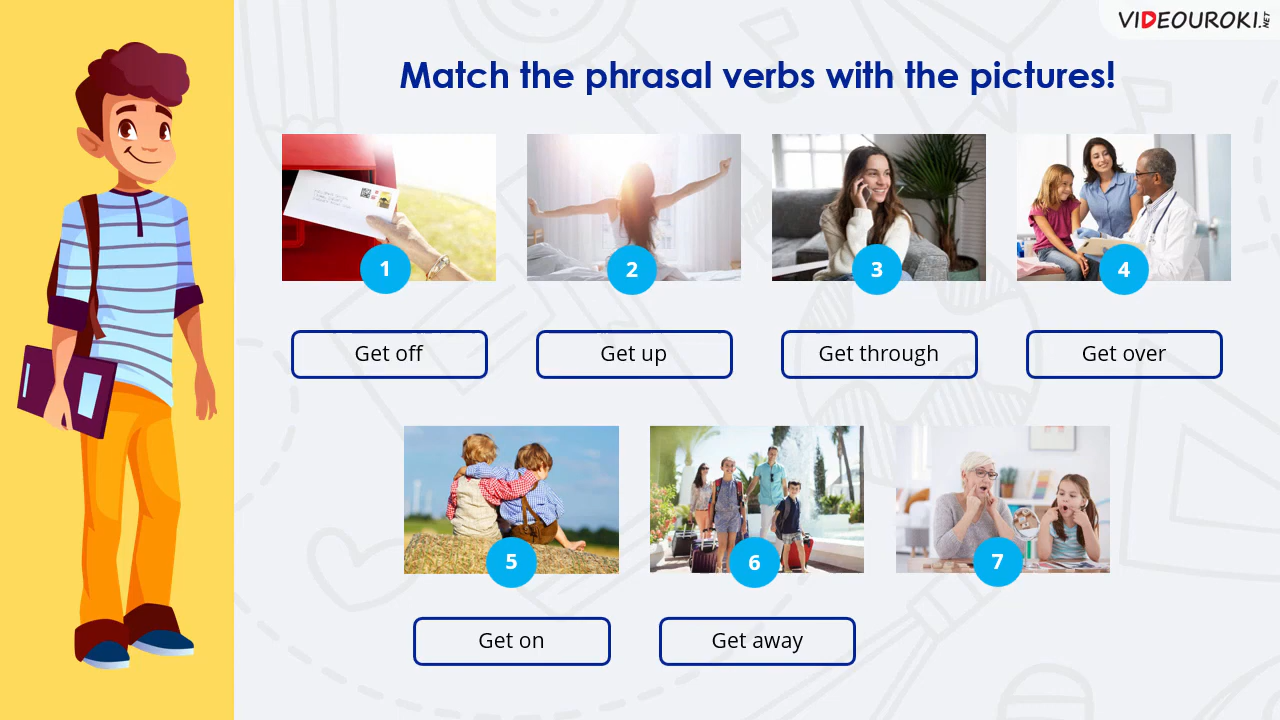 VIDEOUROKI.NET
Match the phrasal verbs with the pictures!
1
2
3
4
Get off
Get up
Get through
Get over
5
6
7
Get on
Get away